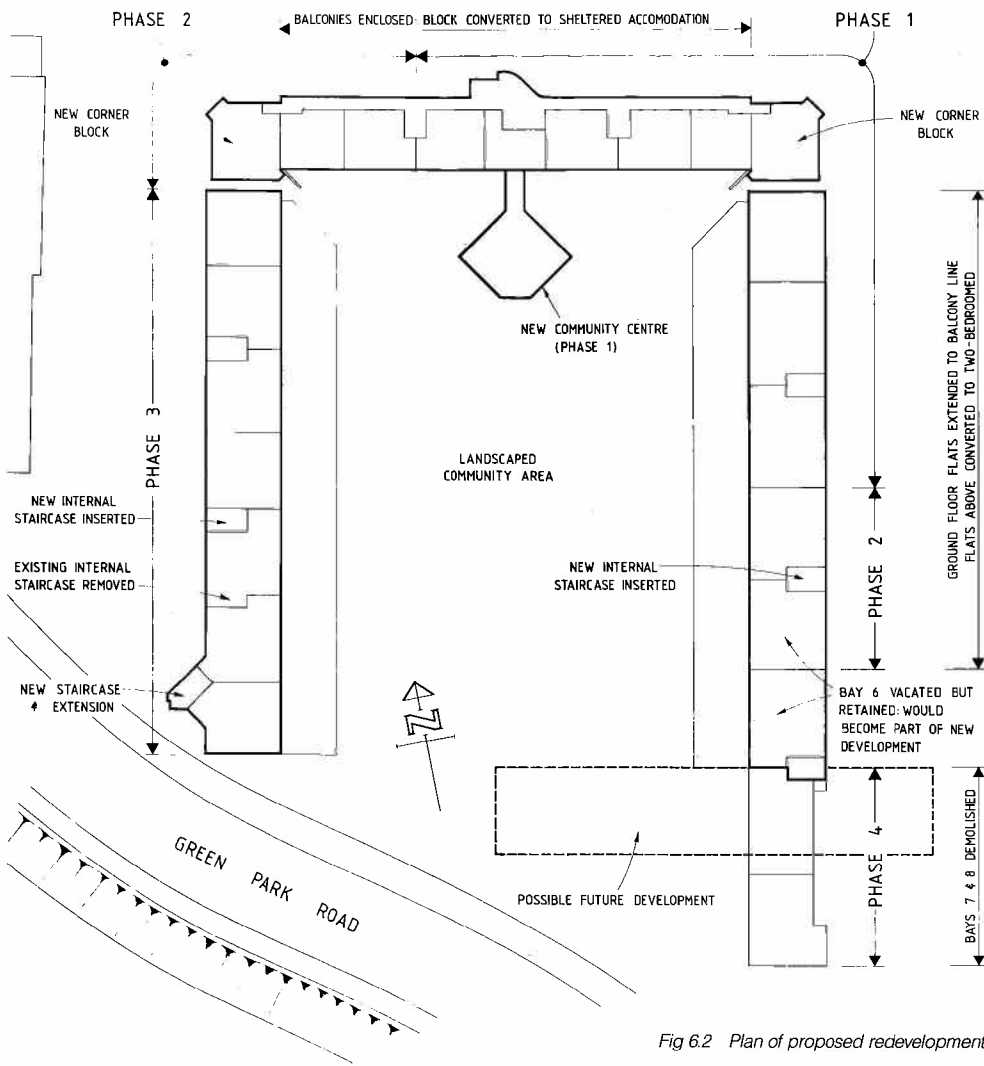 PHASE 2
BALCONIES ENCLOSED: BLOCK CONVERTED TO SHELTERED ACCOMODATION
PHASE 1
NEW CORNER
BLOCK
NEW CORNER
BLOCK
NEW COMMUNITY CENTRE
(PHASE 1)
PHASE 3
LANDSCAPED
COMMUNITY AREA
GROUND FLOOR FLATS EXTENDED TO BALCONY LINE
FLATS ABOVE CONVERTED TO TWO-BEDROOMED
NEW INTERNAL
STAIRCASE INSERTED
EXISTING INTERNAL
STAIRCASE REMOVED
NEW INTERNAL
STAIRCASE INSERTED
PHASE 2
NEW STAIRCASE
& EXTENSION
N
BAY 6 VACATED BUT
RETAINED: WOULD
BECOME PART OF NEW
DEVELOPMENT
GREEN PARK ROAD
POSSIBLE FUTURE DEVELOPMENT
PHASE 4
BAYS 7 & 8 DEMOLISHED
Fig 6.2 Plan of proposed redevelopment